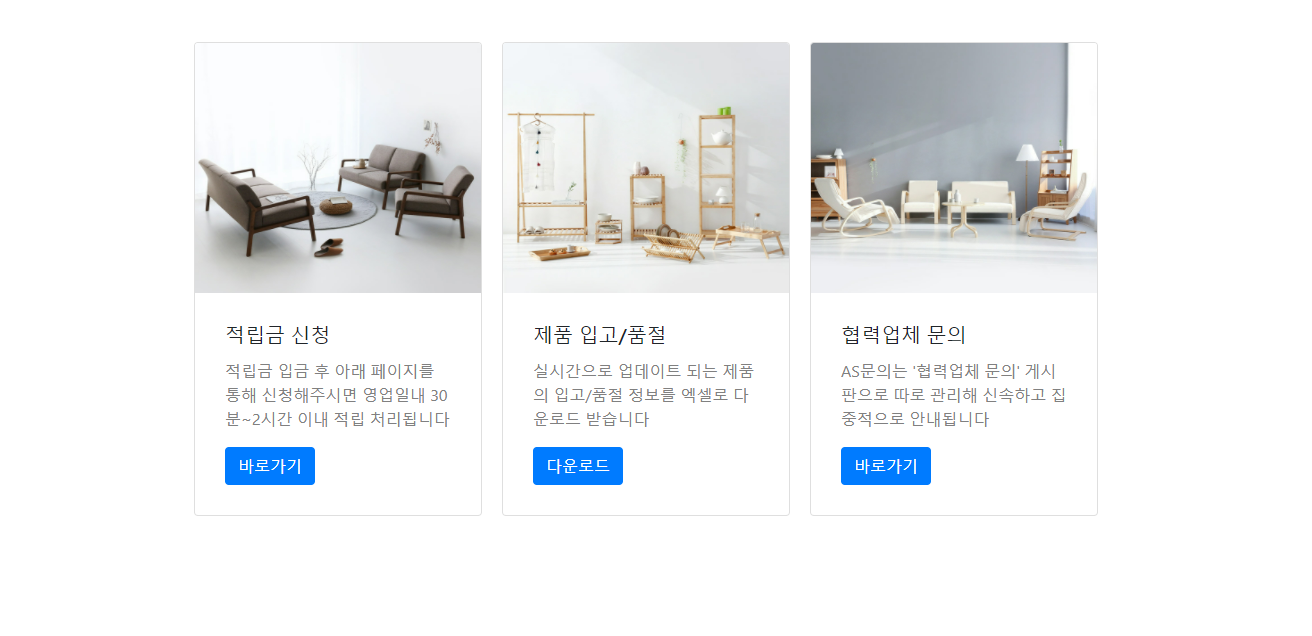 적립금 신청
적립금 입금 후 아래 페이지를
통해 신청해주시면 영업일내 30
분~2시간 이내 적립 처리됩니다
바로가기
제품 입고/품절
실시간으로 업데이트 되는 제품
의 입고/품절 정보를 엑셀로 다
운로드 받습니다
다운로드
협력업체 문의
AS문의는 '협력업체 문의' 게시
판으로 따로 관리해 신속하고 집
중적으로 안내됩니다
바로가기